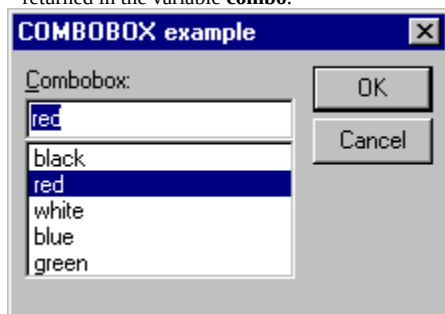 returned in the variable combo.
COMBOBOX example
Combobox:
OK
red
Cancel
black
red
white
blue
green